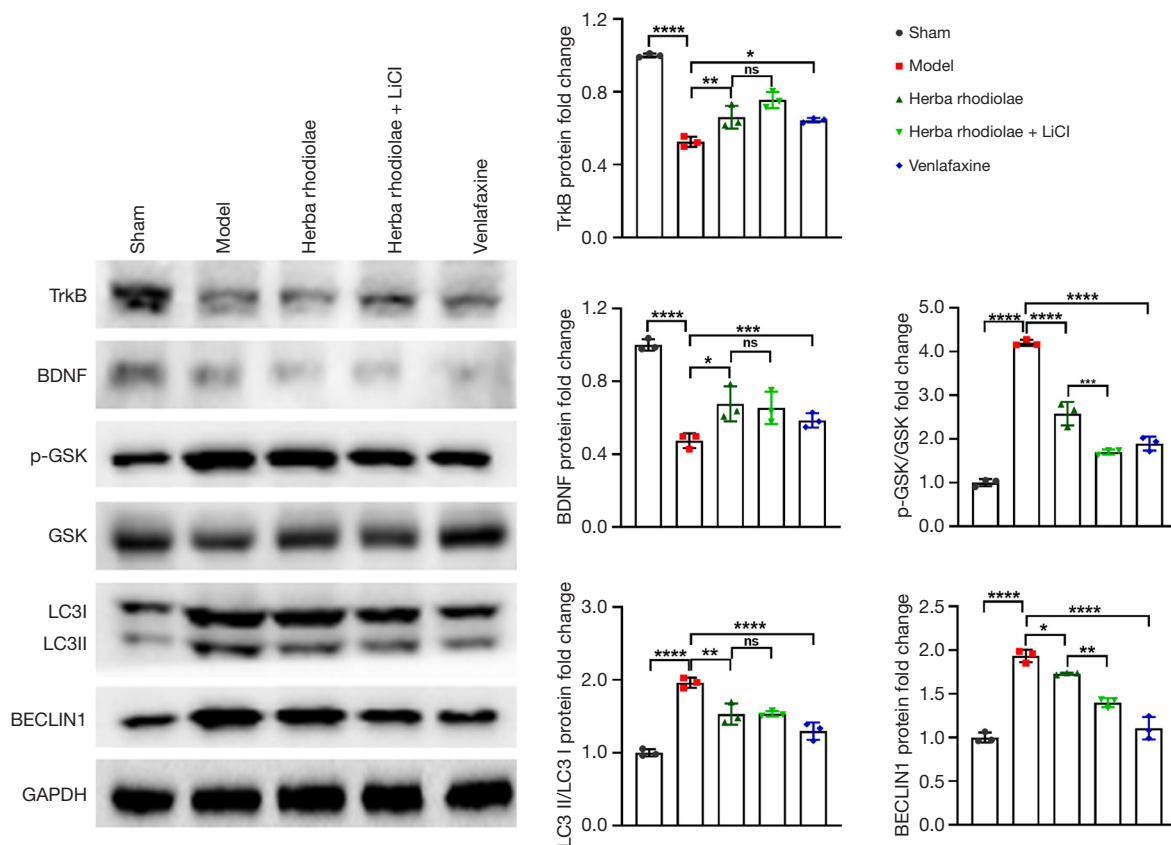 Sham
Model
Herba rhodiolae
Herba rhodiolae + LiCl
Venlafaxine
TrkB
BDNF
p-GSK
GSK
LC3I
LC3II
BECLIN1
GAPDH
TrkB protein fold change
1.2
0.8
0.4
0.0
****
**
ns
*
Sham
Model
Herba rhodiolae
Herba rhodiolae + LiCl
Venlafaxine
BDNF protein fold change
1.2
0.8
0.4
0.0
****
*
ns
***
p-GSK/GSK fold change
5.0
4.0
3.0
2.0
1.0
0.0
****
****
***
****
LC3 II/LC3 I protein fold change
3.0
2.0
1.0
0.0
****
**
ns
****
BECLIN1 protein fold change
2.5
2.0
1.5
1.0
0.5
0.0
****
*
**
****